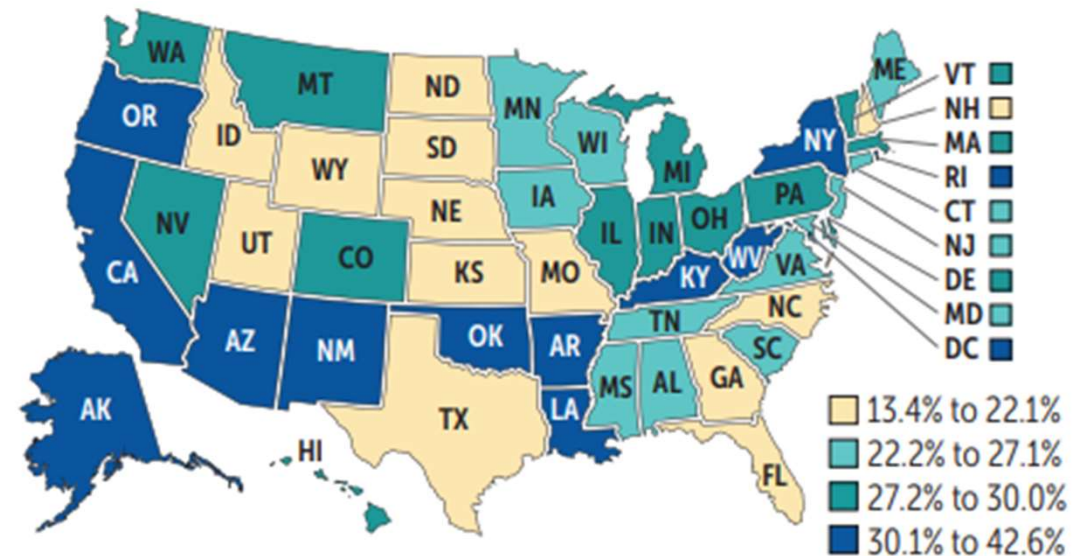 WA
MT
ND
MN
ME
OR
ID
SD
WI
NY
WY
MI
NE
IA
PA
NV
UT
CO
IL
IN
OH
WV
VA
CA
KS
MO
KY
NC
TN
AZ
NM
OK
AR
SC
MS
AL
GA
TX
LA
AK
HI
FL
VT
NH
MA
RI
CT
NJ
DE
MD
DC
13.4% to 22.1%
22.2% to 27.1%
27.2% to 30.0%
30.1% to 42.6%